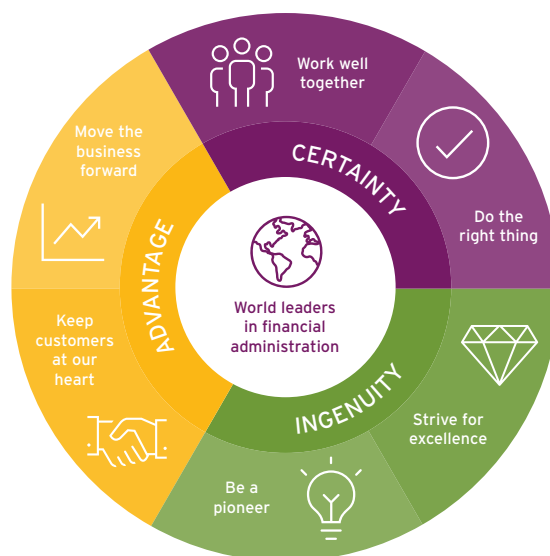 Work well
together
Do the
right thing
Strive for
excellence
Be a
pioneer
Keep
customers
at our
heart
Move the
business
forward
CERTAINTY
INGENUITY
ADVANTAGE
World leaders
in financial
administration